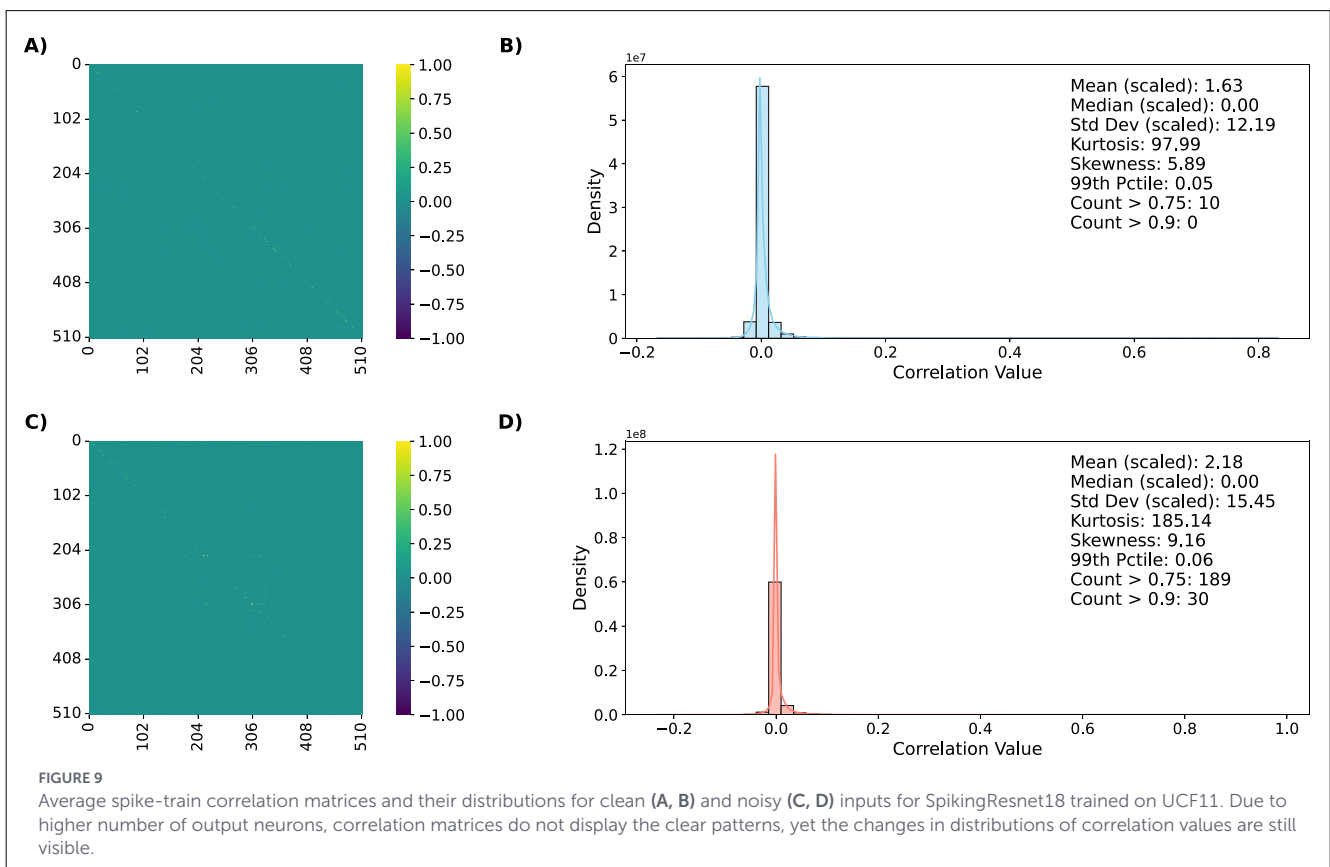 A)
0
102
204
306
408
510
0
102
204
306
408
510
1.00
0.75
0.50
0.25
0.00
−0.25
−0.50
−0.75
−1.00
B)
1e7
6
5
4
3
2
1
0
Density
−0.2
0.0
0.2
0.4
0.6
0.8
Correlation Value
Mean (scaled): 1.63
Median (scaled): 0.00
Std Dev (scaled): 12.19
Kurtosis: 97.99
Skewness: 5.89
99th Pctile: 0.05
Count > 0.75: 10
Count > 0.9: 0
C)
0
102
204
306
408
510
0
102
204
306
408
510
1.00
0.75
0.50
0.25
0.00
−0.25
−0.50
−0.75
−1.00
D)
1e8
1.2
1.0
0.8
0.6
0.4
0.2
0.0
Density
−0.2
0.0
0.2
0.4
0.6
0.8
1.0
Correlation Value
Mean (scaled): 2.18
Median (scaled): 0.00
Std Dev (scaled): 15.45
Kurtosis: 185.14
Skewness: 9.16
99th Pctile: 0.06
Count > 0.75: 189
Count > 0.9: 30
FIGURE 9
Average spike-train correlation matrices and their distributions for clean (A, B) and noisy (C, D) inputs for SpikingResnet18 trained on UCF11. Due to
higher number of output neurons, correlation matrices do not display the clear patterns, yet the changes in distributions of correlation values are still
visible.